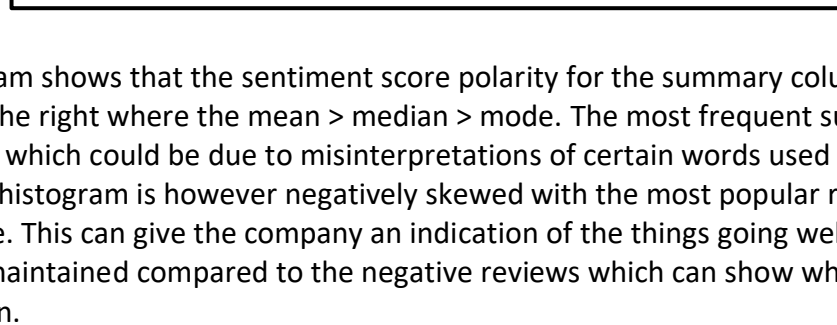 am shows that the sentiment score polarity for the summary colu
he right where the mean > median > mode. The most frequent su
which could be due to misinterpretations of certain words used
histogram is however negatively skewed with the most popular r
e. This can give the company an indication of the things going wel
naintained compared to the negative reviews which can show wh
n.